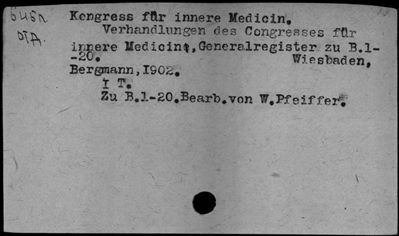 Kongress für innere Medicin.
Verhandlungen des Congresses für
innere Medicin, Generalregister zu B.1-
-20. Wiesbaden,
Bergmann, 1902.
1 T.
Zu B.1-20. Bearb. von W. Pfeiffer.